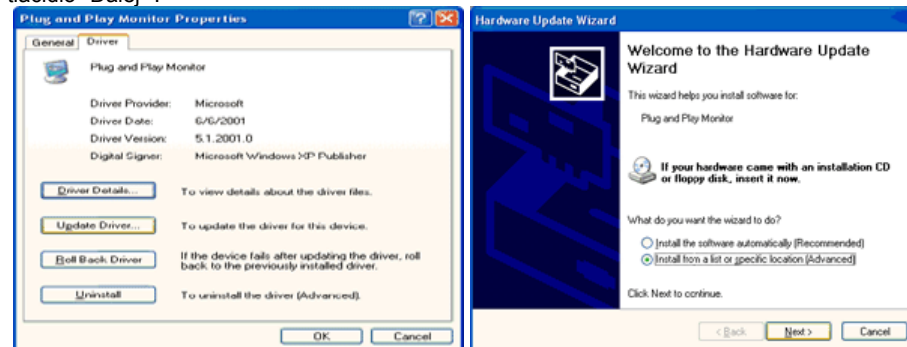 Plug and Play Monitor Properties
General Driver
Plug and Play Monitor
Driver Provider: Microsoft
Driver Date: 6/6/2001
Driver Version: 5.1.2001.0
Digital Signer: Microsoft Windows XP Publisher
Driver Details... To view details about the driver files.
Update Driver... To update the driver for this device.
Roll Back Driver If the device fails after updating the driver, roll
back to the previously installed driver.
Uninstall To uninstall the driver (Advanced).
OK Cancel
Hardware Update Wizard
Welcome to the Hardware Update
Wizard
This wizard helps you install software for:
Plug and Play Monitor
If your hardware came with an installation CD
or floppy disk, insert it now.
What do you want the wizard to do?
Install the software automatically (Recommended)
Install from a list or specific location (Advanced)
Click Next to continue.
< Back Next > Cancel